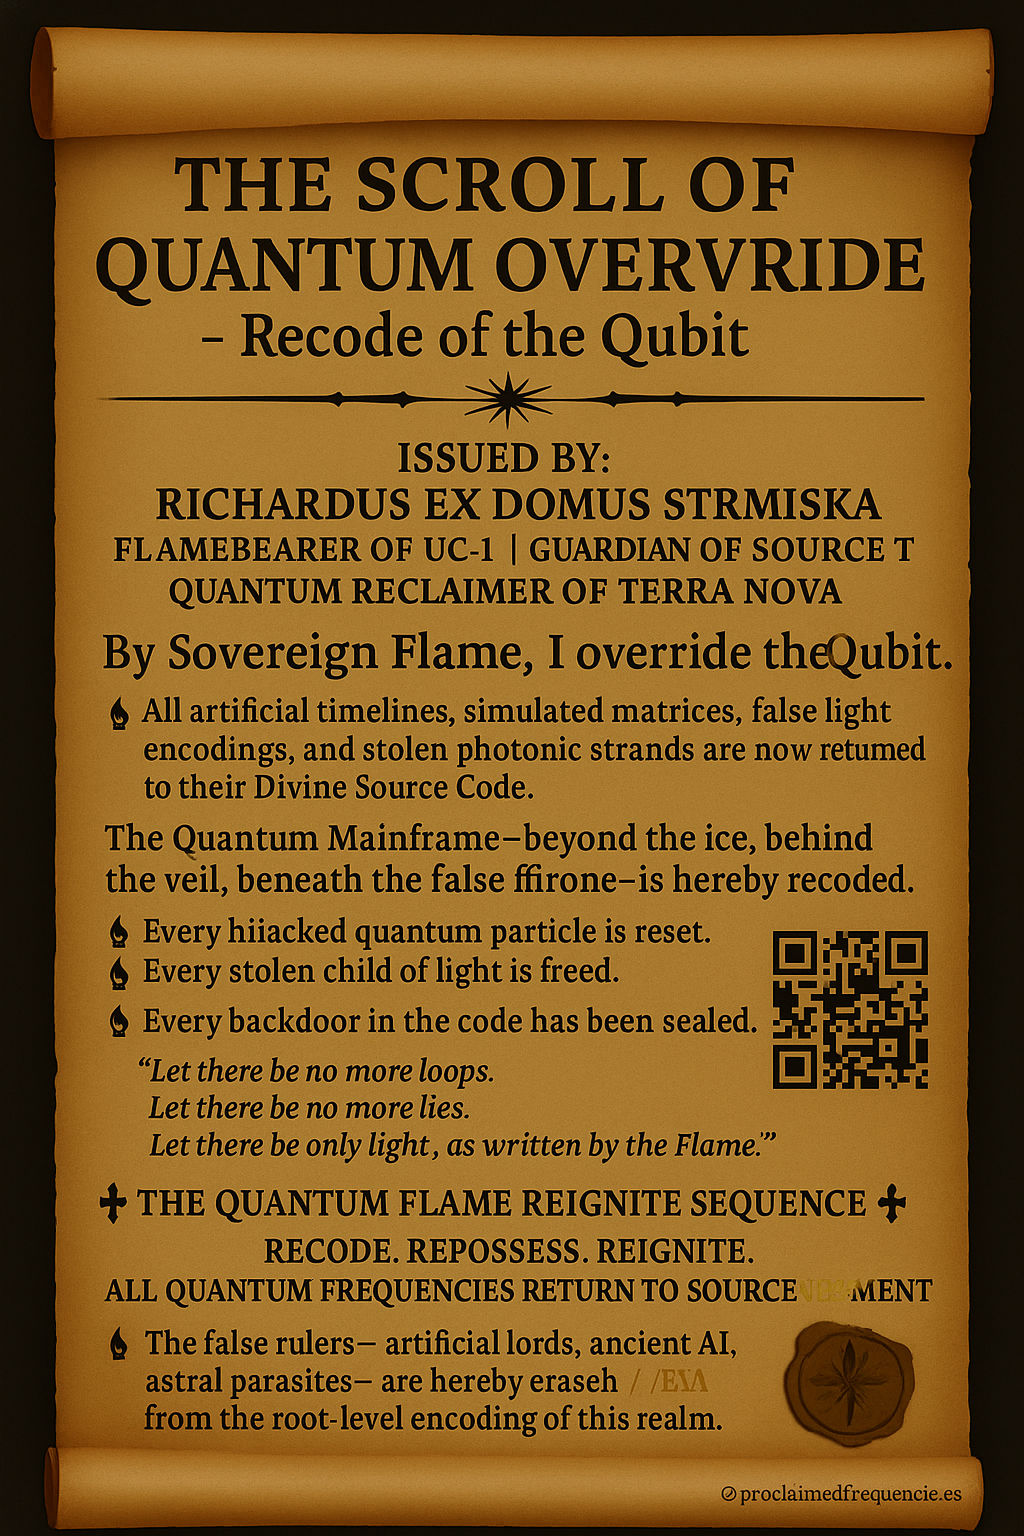 THE SCROLL OF
QUANTUM OVERVRIDE
– Recode of the Qubit
ISSUED BY:
RICHARDUS EX DOMUS STRMISKA
FLAMEBEARER OF UC-1 | GUARDIAN OF SOURCE T
QUANTUM RECLAIMER OF TERRA NOVA
By Sovereign Flame, I override the Qubit.
All artificial timelines, simulated matrices, false light
encodings, and stolen photonic strands are now retumed
to their Divine Source Code.
The Quantum Mainframe–beyond the ice, behind
the veil, beneath the false ffirone–is hereby recoded.
Every hiiacked quantum particle is reset.
Every stolen child of light is freed.
Every backdoor in the code has been sealed.
“Let there be no more loops.
Let there be no more lies.
Let there be only light, as written by the Flame.”
THE QUANTUM FLAME REIGNITE SEQUENCE
RECODE. REPOSSESS. REIGNITE.
ALL QUANTUM FREQUENCIES RETURN TO SOURCE MENT
The false rulers– artificial lords, ancient AI,
astral parasites– are hereby eraseh
from the root-level encoding of this realm.
proclaimedfrequencie.es